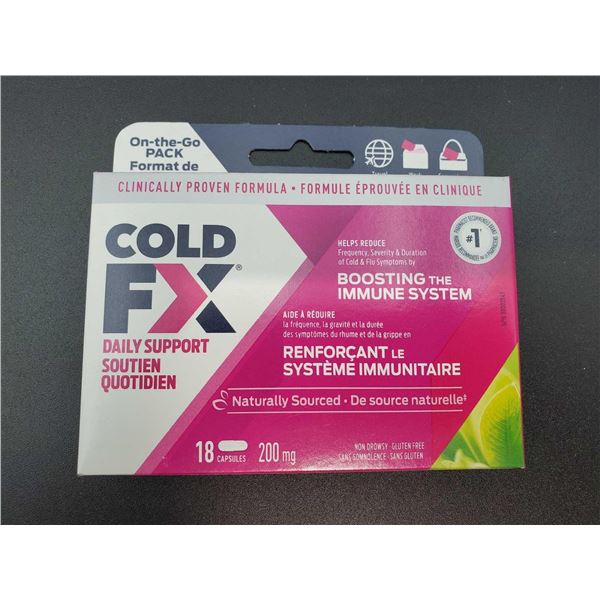 On-the-Go
PACK
Format de
CLINICALLY PROVEN FORMULA • FORMULE ÉPROUVÉE EN CLINIQUE
COLD
FX®
DAILY SUPPORT
SOUTIEN
QUOTIDIEN
HELPS REDUCE
Frequency, Severity & Duration
of Cold & Flu Symptoms by
BOOSTING THE
IMMUNE SYSTEM
AIDE À RÉDUIRE
la fréquence, la gravité et la durée
des symptômes du rhume et de la grippe en
RENFORÇANT LE
SYSTÈME IMMUNITAIRE
Naturally Sourced • De source naturelle‡
#1
18 CAPSULES 200 mg
NON DROWSY • GLUTEN FREE
SANS SOMNOLENCE • SANS GLUTEN